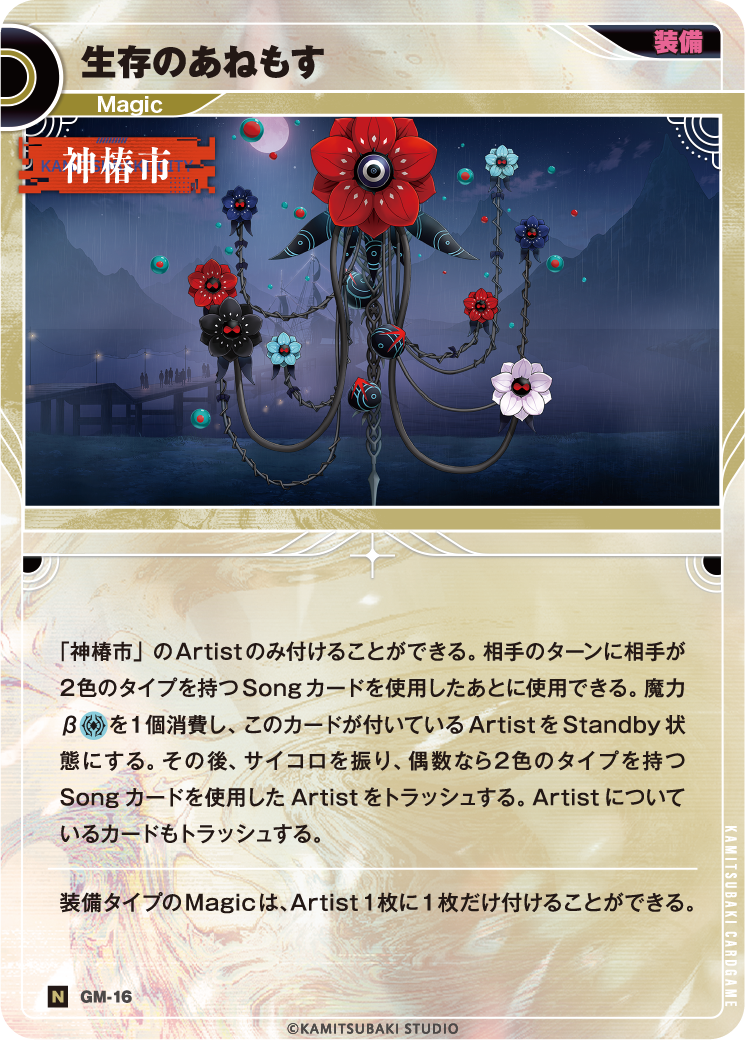 生存のあねもす
装備
Magic
KAMITSUBAKI CITY
神椿市
「神椿市」のArtistのみ付けることができる。相手のターンに相手が
2色のタイプを持つSongカードを使用したあとに使用できる。魔力
βを1個消費し、このカードが付いているArtistをStandby状
態にする。その後、サイコロを振り、偶数なら2色のタイプを持つ
Songカードを使用したArtistをトラッシュする。Artistについて
いるカードもトラッシュする。
装備タイプのMagicは、Artist1枚に1枚だけ付けることができる。
KAMITSUBAKI CARDGAME
N GM-16
©KAMITSUBAKI STUDIO